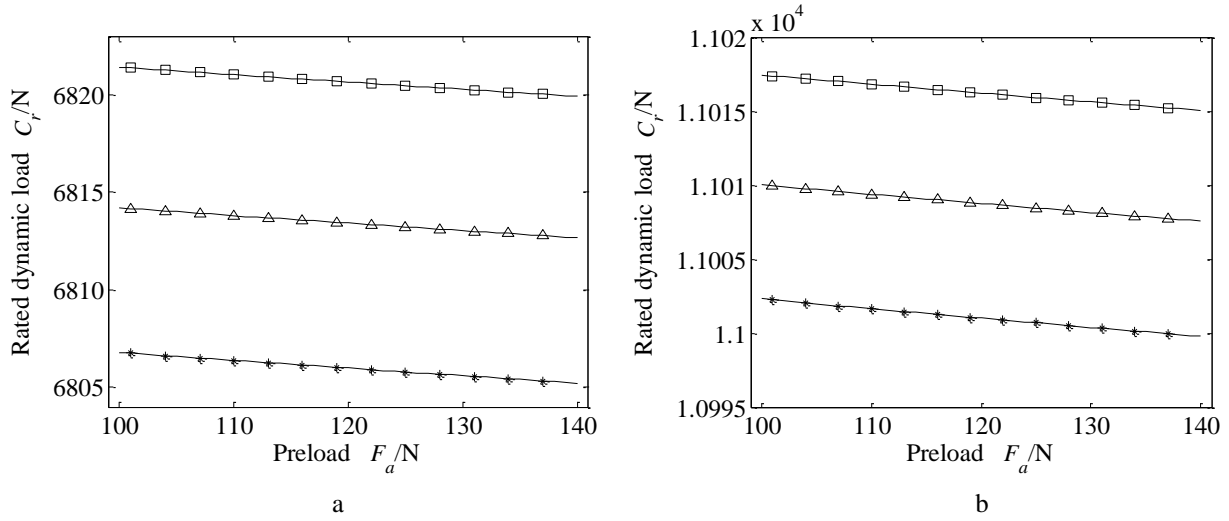 x 10⁴
Rated dynamic load C_r/N
6820
6815
6810
6805
100 110 120 130 140
Preload F_a/N
a
Rated dynamic load C_r/N
1.102
1.1015
1.101
1.1005
1.1
1.0995
100 110 120 130 140
Preload F_a/N
b